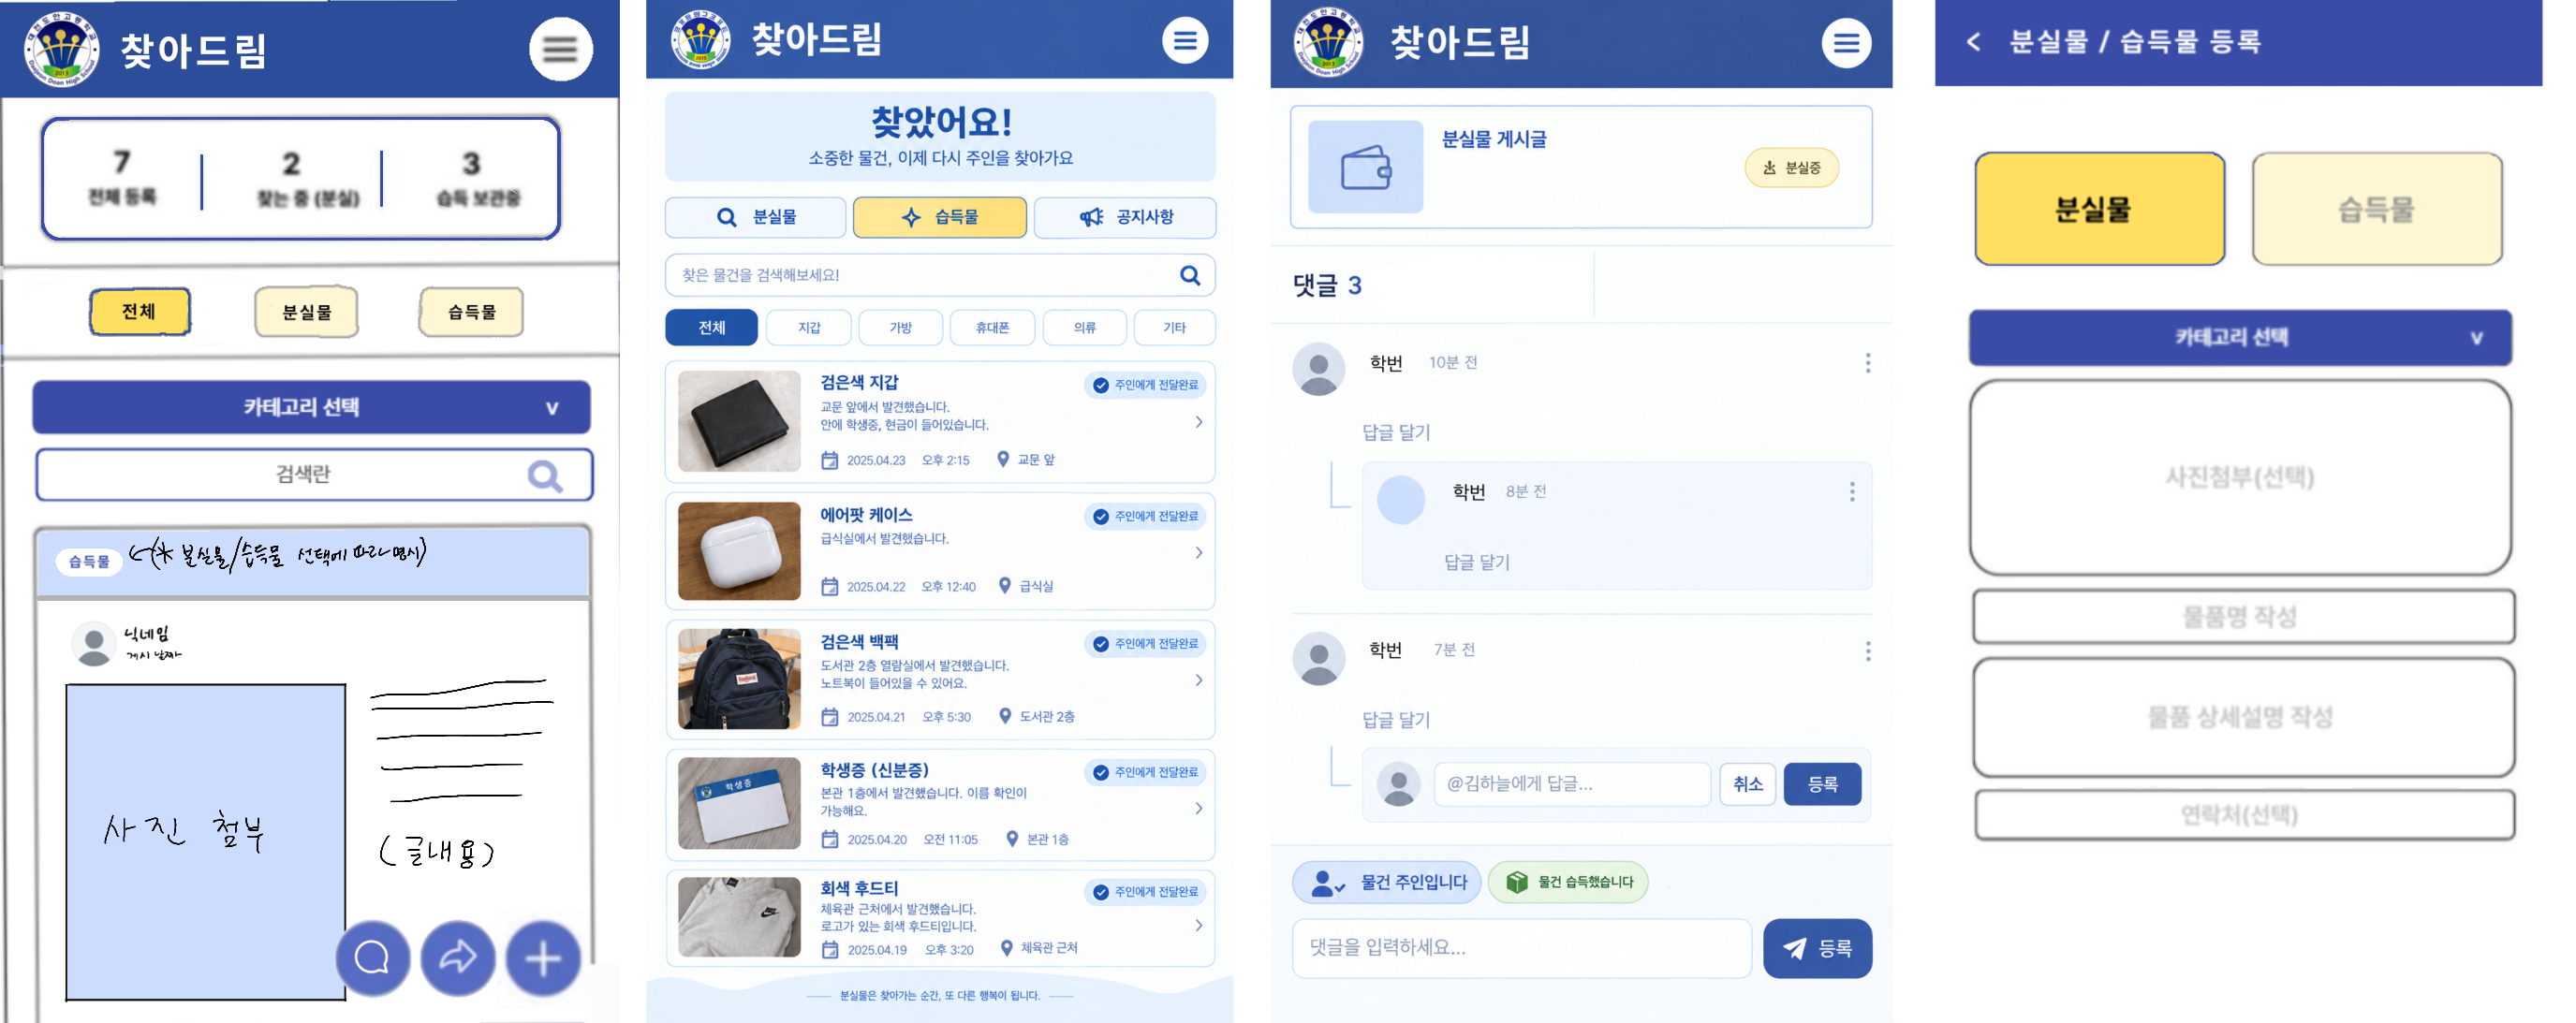 찾아드림
7
전체 등록
2
찾는 중 (분실)
3
습득 보관중
전체
분실물
습득물
카테고리 선택
v
검색란
습득물
(* 분실물/습득물 선택에 따라 명시)
닉네임
게시 날짜
사진 첨부
(글내용)
찾아드림
찾았어요!
소중한 물건, 이제 다시 주인을 찾아가요
분실물
습득물
공지사항
찾은 물건을 검색해보세요!
전체
지갑
가방
휴대폰
의류
기타
검은색 지갑
주인에게 전달완료
교문 앞에서 발견했습니다.
안에 학생증, 현금이 들어있습니다.
2025.04.23 오후 2:15 교문 앞
에어팟 케이스
주인에게 전달완료
급식실에서 발견했습니다.
2025.04.22 오후 12:40 급식실
검은색 백팩
주인에게 전달완료
도서관 2층 열람실에서 발견했습니다.
노트북이 들어있을 수 있어요.
2025.04.21 오후 5:30 도서관 2층
학생증
학생증 (신분증)
주인에게 전달완료
본관 1층에서 발견했습니다. 이름 확인이
가능해요.
2025.04.20 오전 11:05 본관 1층
회색 후드티
주인에게 전달완료
체육관 근처에서 발견했습니다.
로고가 있는 회색 후드티입니다.
2025.04.19 오후 3:20 체육관 근처
분실물은 찾아가는 순간, 또 다른 행복이 됩니다.
찾아드림
분실물 게시글
분실중
댓글 3
학번 10분 전
답글 달기
학번 8분 전
답글 달기
학번 7분 전
답글 달기
@김하늘에게 답글...
취소
등록
물건 주인입니다
물건 습득했습니다
댓글을 입력하세요...
등록
< 분실물 / 습득물 등록
분실물
습득물
카테고리 선택
v
사진첨부(선택)
물품명 작성
물품 상세설명 작성
연락처(선택)